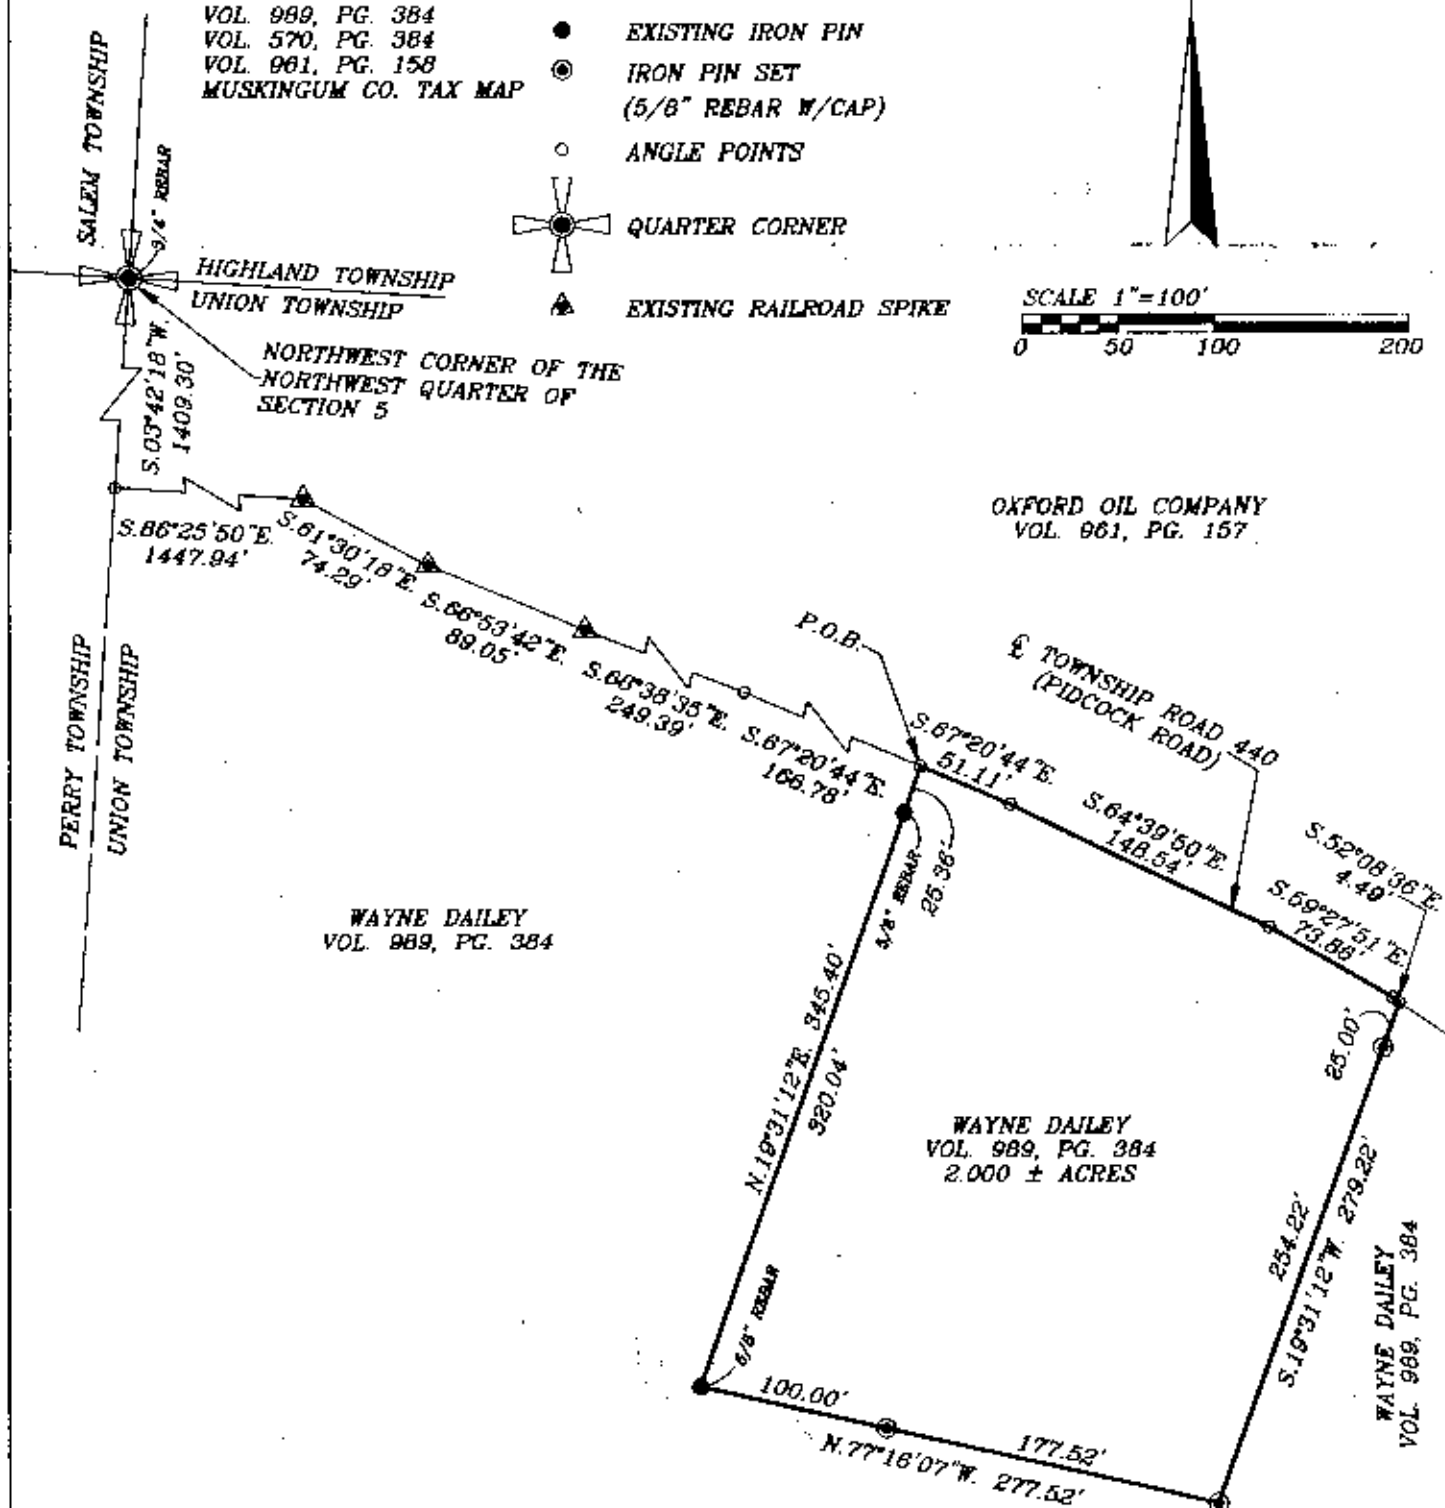 VOL. 989, PG. 384
VOL. 570, PG. 384
VOL. 961, PG. 158
MUSKINGUM CO. TAX MAP
EXISTING IRON PIN
IRON PIN SET
(5/8" REBAR W/CAP)
ANGLE POINTS
QUARTER CORNER
EXISTING RAILROAD SPIKE
SCALE 1"=100'
0 50 100 200
SALEM TOWNSHIP
3/4" REBAR
HIGHLAND TOWNSHIP
UNION TOWNSHIP
NORTHWEST CORNER OF THE
NORTHWEST QUARTER OF
SECTION 5
S.03°42'18"W.
1409.30'
S.86°25'50"E.
1447.94'
S.61°30'18"E.
74.29'
S.66°53'42"E.
89.05'
S.66°38'35"E.
249.39'
S.67°20'44"E.
166.78'
OXFORD OIL COMPANY
VOL. 961, PG. 157
P.O.B.
℄ TOWNSHIP ROAD 440
(PIDCOCK ROAD)
S.67°20'44"E.
51.11'
S.64°39'50"E.
148.54'
S.52°08'36"E.
4.49'
S.59°27'51"E.
73.86'
PERRY TOWNSHIP
UNION TOWNSHIP
WAYNE DAILEY
VOL. 989, PG. 384
5/8" REBAR
25.36'
N.19°31'12"E. 345.40'
320.04'
25.00'
WAYNE DAILEY
VOL. 989, PG. 384
2.000 ± ACRES
254.22'
S.19°31'12"W. 279.22'
WAYNE DAILEY
VOL. 989, PG. 384
5/8" REBAR
100.00'
177.52'
N.77°16'07"W. 277.52'